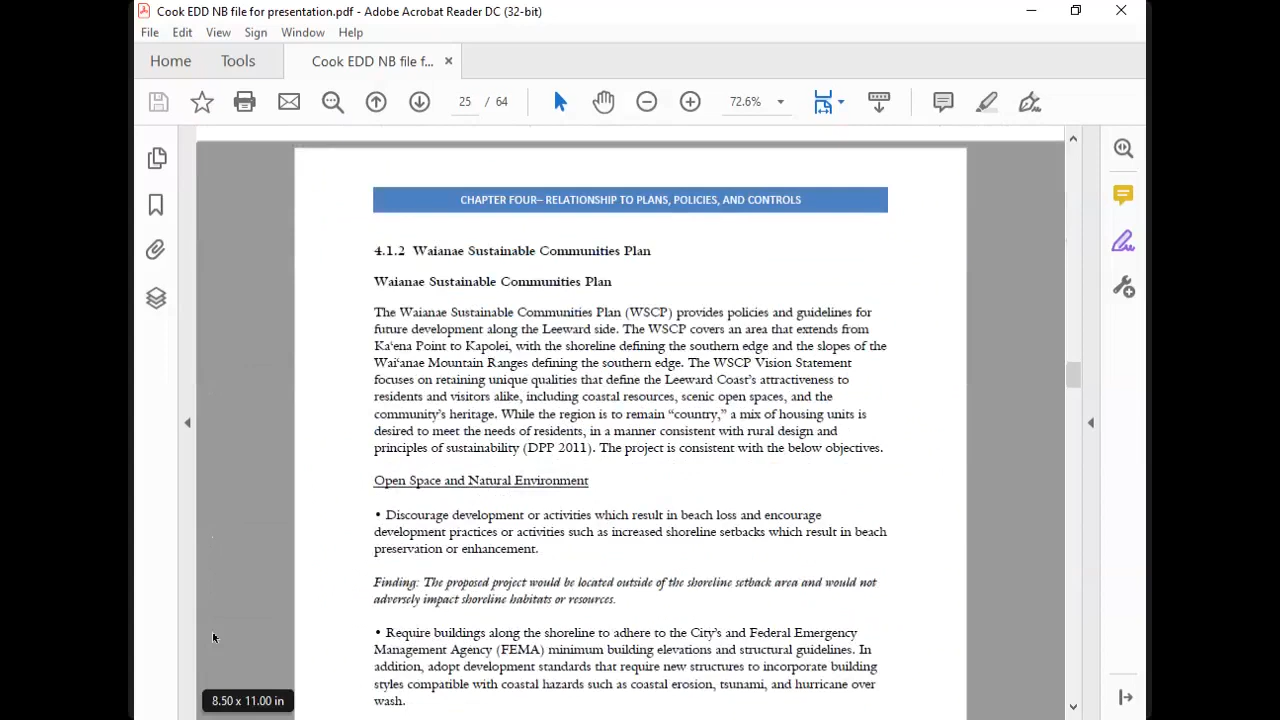 Cook EDD NB file for presentation.pdf - Adobe Acrobat Reader DC (32-bit)
File Edit View Sign Window Help
Home Tools Cook EDD NB file f... ×
25 / 64 72.6%
CHAPTER FOUR– RELATIONSHIP TO PLANS, POLICIES, AND CONTROLS
4.1.2 Waianae Sustainable Communities Plan
Waianae Sustainable Communities Plan
The Waianae Sustainable Communities Plan (WSCP) provides policies and guidelines for
future development along the Leeward side. The WSCP covers an area that extends from
Ka‘ena Point to Kapolei, with the shoreline defining the southern edge and the slopes of the
Wai‘anae Mountain Ranges defining the southern edge. The WSCP Vision Statement
focuses on retaining unique qualities that define the Leeward Coast’s attractiveness to
residents and visitors alike, including coastal resources, scenic open spaces, and the
community’s heritage. While the region is to remain “country,” a mix of housing units is
desired to meet the needs of residents, in a manner consistent with rural design and
principles of sustainability (DPP 2011). The project is consistent with the below objectives.
Open Space and Natural Environment
• Discourage development or activities which result in beach loss and encourage
development practices or activities such as increased shoreline setbacks which result in beach
preservation or enhancement.
Finding: The proposed project would be located outside of the shoreline setback area and would not
adversely impact shoreline habitats or resources.
• Require buildings along the shoreline to adhere to the City’s and Federal Emergency
Management Agency (FEMA) minimum building elevations and structural guidelines. In
addition, adopt development standards that require new structures to incorporate building
styles compatible with coastal hazards such as coastal erosion, tsunami, and hurricane over
wash.
8.50 x 11.00 in